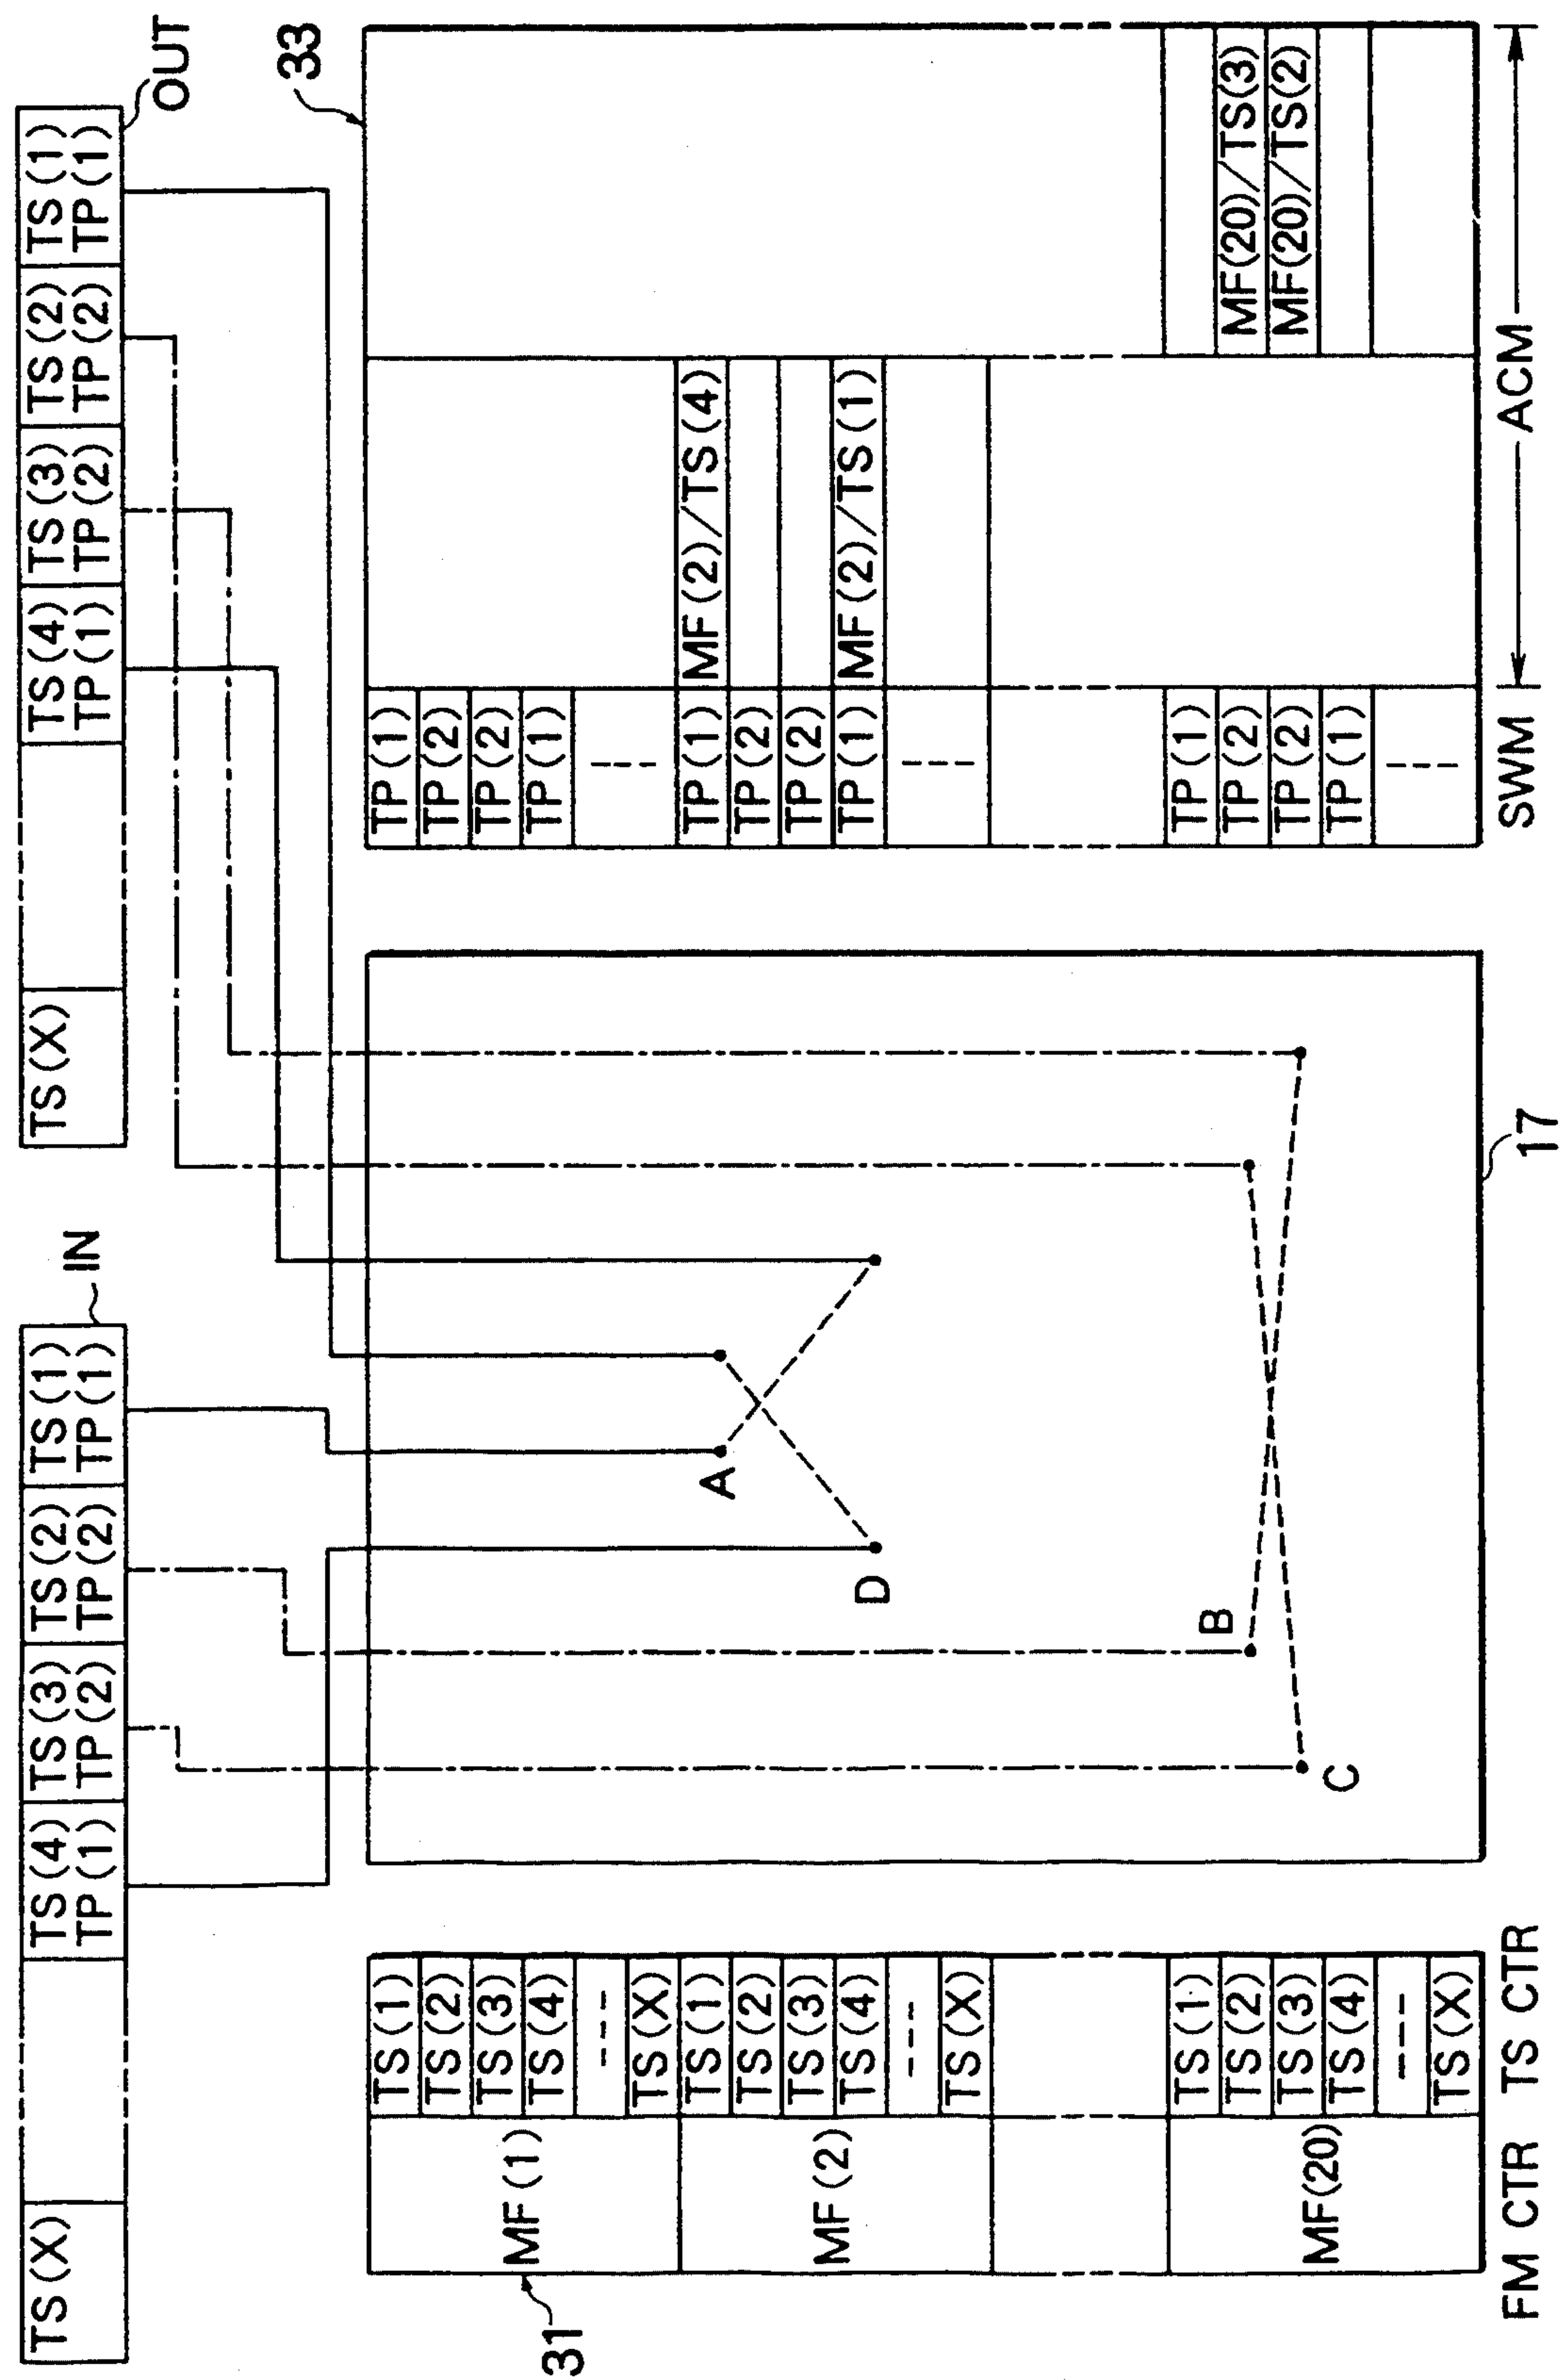 TS(X)
TS(4) TS(3) TS(2) TS(1)
TP(1) TP(2) TP(2) TP(1)
IN
TS(X)
TS(4) TS(3) TS(2) TS(1)
TP(1) TP(2) TP(2) TP(1)
OUT
31
MF(1)
TS(1)
TS(2)
TS(3)
TS(4)
TS(X)
MF(2)
TS(1)
TS(2)
TS(3)
TS(4)
TS(X)
MF(20)
TS(1)
TS(2)
TS(3)
TS(4)
TS(X)
FM CTR TS CTR
A
D
B
C
17
33
TP(1)
TP(2)
TP(2)
TP(1)
TP(1) MF(2)/TS(4)
TP(2)
TP(2)
TP(1) MF(2)/TS(1)
TP(1)
TP(2) MF(20)/TS(3)
TP(2) MF(20)/TS(2)
TP(1)
SWM
ACM